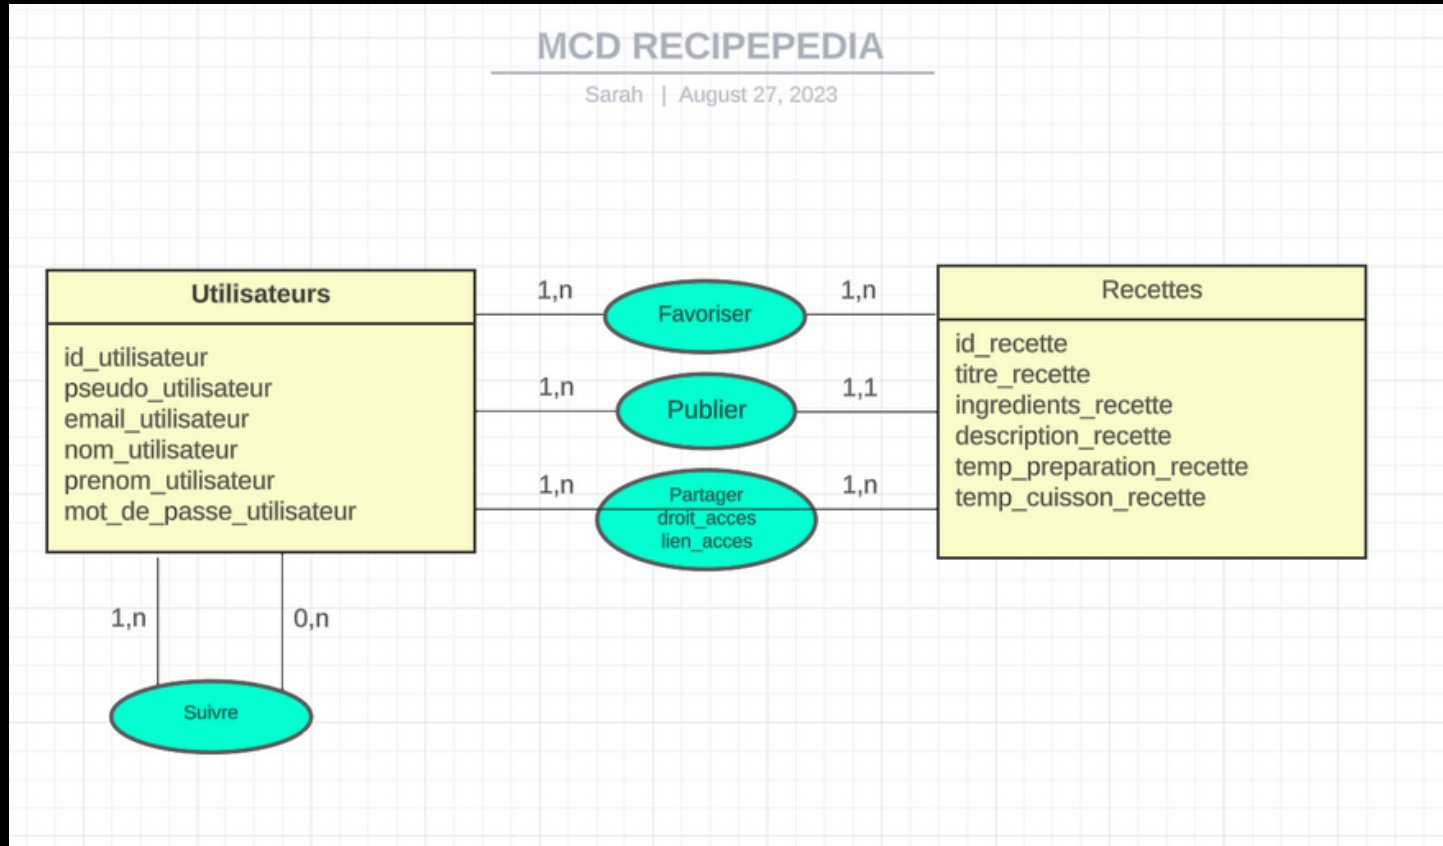 MCD RECIPEPEDIA
Sarah | August 27, 2023
Utilisateurs
id_utilisateur
pseudo_utilisateur
email_utilisateur
nom_utilisateur
prenom_utilisateur
mot_de_passe_utilisateur
1,n
Favoriser
1,n
1,n
Publier
1,1
1,n
Partager
droit_acces
lien_acces
1,n
Recettes
id_recette
titre_recette
ingredients_recette
description_recette
temp_preparation_recette
temp_cuisson_recette
1,n
0,n
Suivre